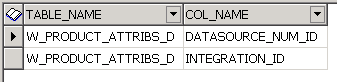 TABLE_NAME COL_NAME
W_PRODUCT_ATTRIBS_D DATASOURCE_NUM_ID
W_PRODUCT_ATTRIBS_D INTEGRATION_ID